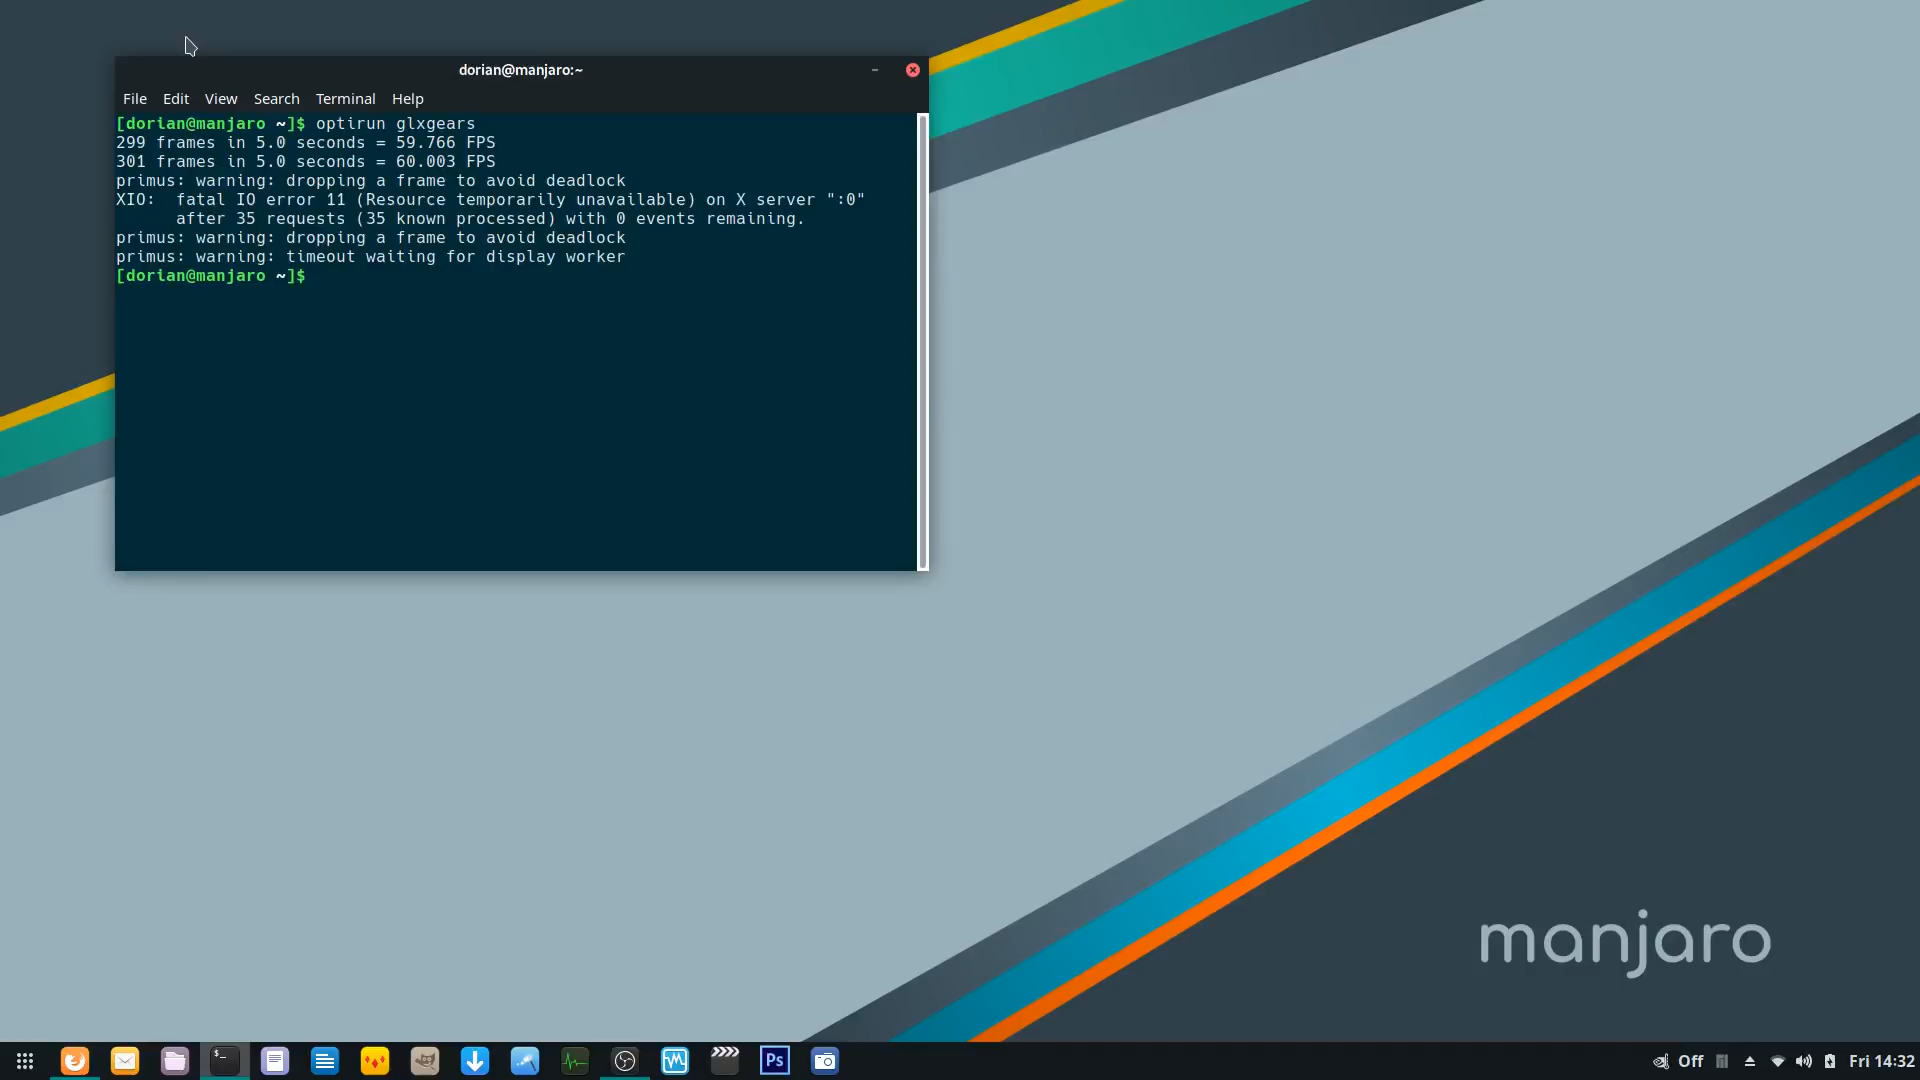 dorian@manjaro:~
File Edit View Search Terminal Help
[dorian@manjaro ~]$ optirun glxgears
299 frames in 5.0 seconds = 59.766 FPS
301 frames in 5.0 seconds = 60.003 FPS
primus: warning: dropping a frame to avoid deadlock
XIO:  fatal IO error 11 (Resource temporarily unavailable) on X server ":0"
      after 35 requests (35 known processed) with 0 events remaining.
primus: warning: dropping a frame to avoid deadlock
primus: warning: timeout waiting for display worker
[dorian@manjaro ~]$
manjaro
$_
Ps
Off
Fri 14:32